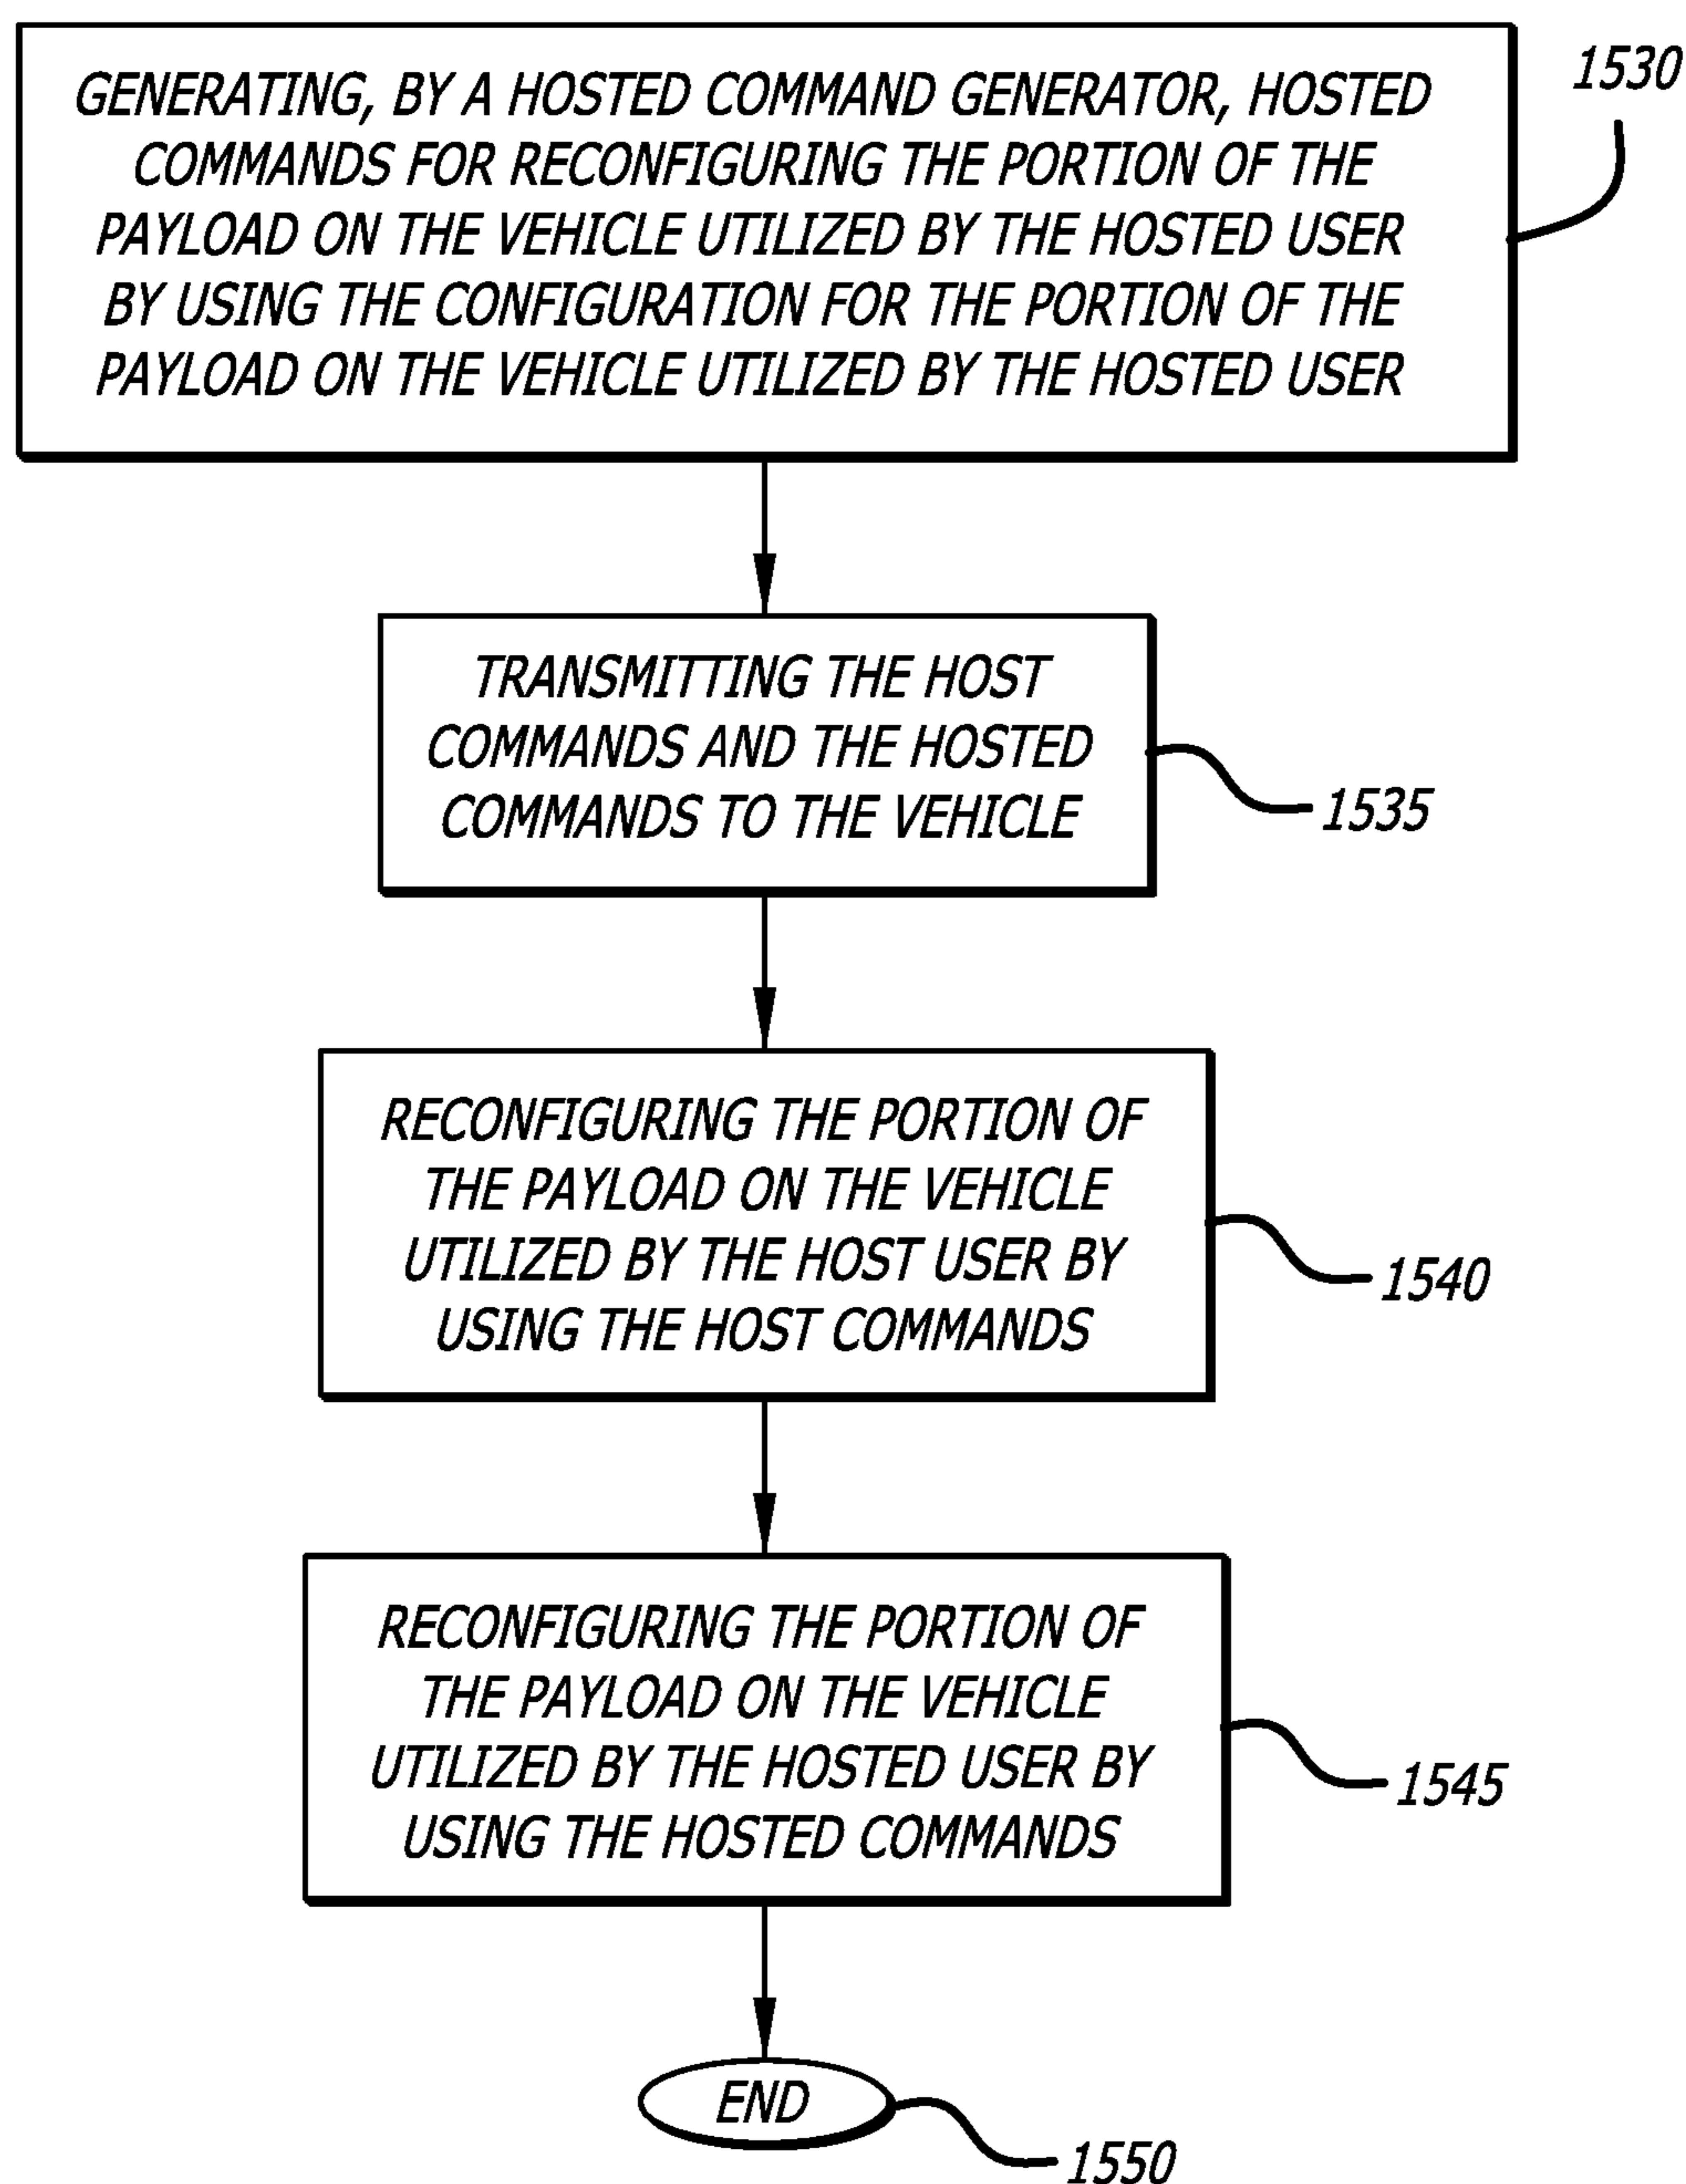 GENERATING, BY A HOSTED COMMAND GENERATOR, HOSTED
COMMANDS FOR RECONFIGURING THE PORTION OF THE
PAYLOAD ON THE VEHICLE UTILIZED BY THE HOSTED USER
BY USING THE CONFIGURATION FOR THE PORTION OF THE
PAYLOAD ON THE VEHICLE UTILIZED BY THE HOSTED USER
1530
TRANSMITTING THE HOST
COMMANDS AND THE HOSTED
COMMANDS TO THE VEHICLE
1535
RECONFIGURING THE PORTION OF
THE PAYLOAD ON THE VEHICLE
UTILIZED BY THE HOST USER BY
USING THE HOST COMMANDS
1540
RECONFIGURING THE PORTION OF
THE PAYLOAD ON THE VEHICLE
UTILIZED BY THE HOSTED USER BY
USING THE HOSTED COMMANDS
1545
END
1550